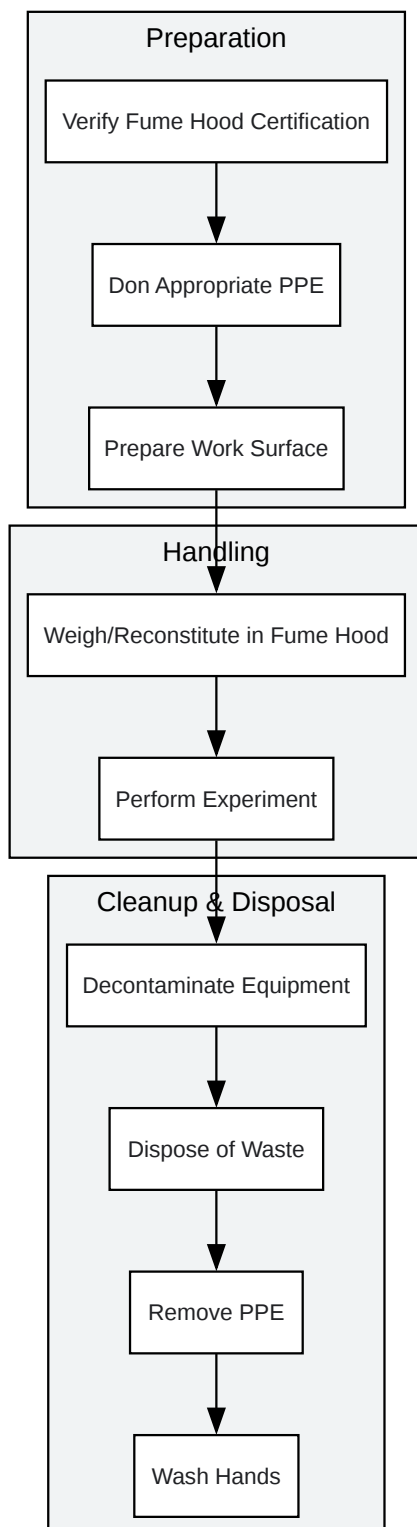 Preparation
Verify Fume Hood Certification
Don Appropriate PPE
Prepare Work Surface
Handling
Weigh/Reconstitute in Fume Hood
Perform Experiment
Cleanup & Disposal
Decontaminate Equipment
Dispose of Waste
Remove PPE
Wash Hands